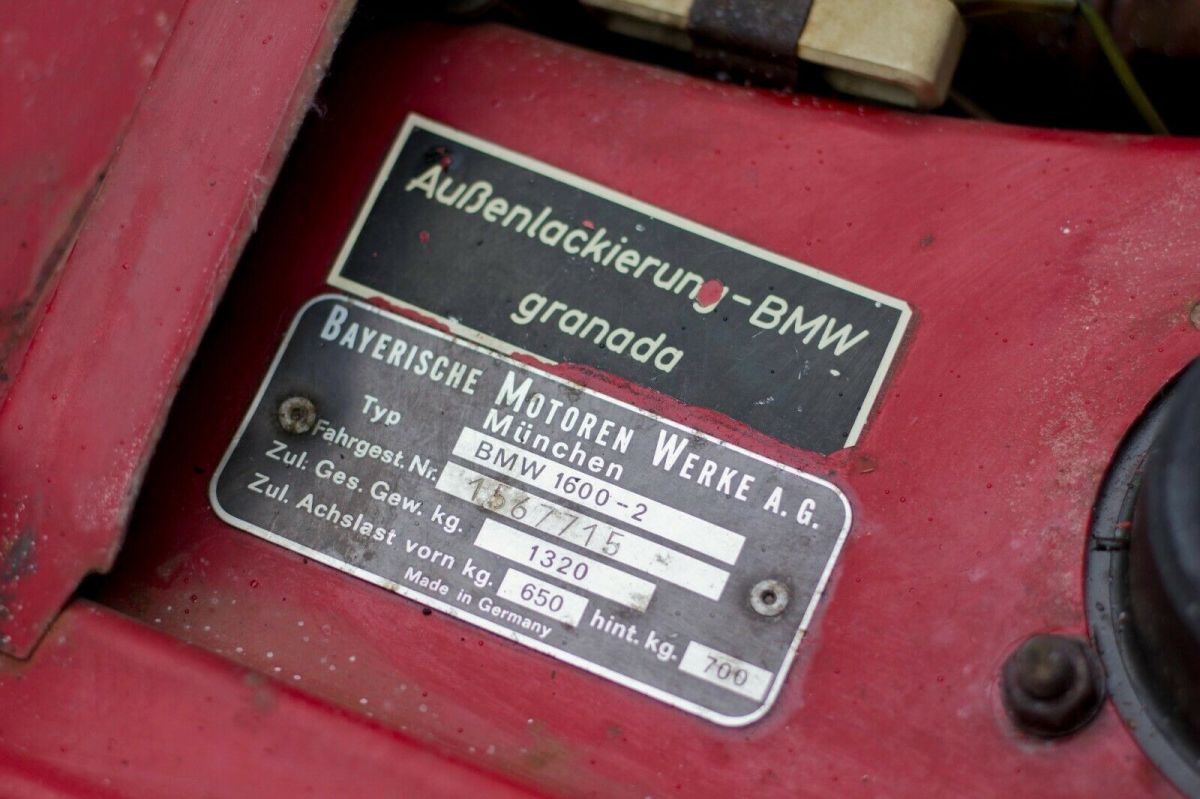 Außenlackierung-BMW
granada
BAYERISCHE MOTOREN WERKE A.G.
München
Typ BMW 1600-2
Fahrgest. Nr. 1567715
Zul. Ges. Gew. kg. 1320
Zul. Achslast vorn kg. 650 hint. kg. 700
Made in Germany